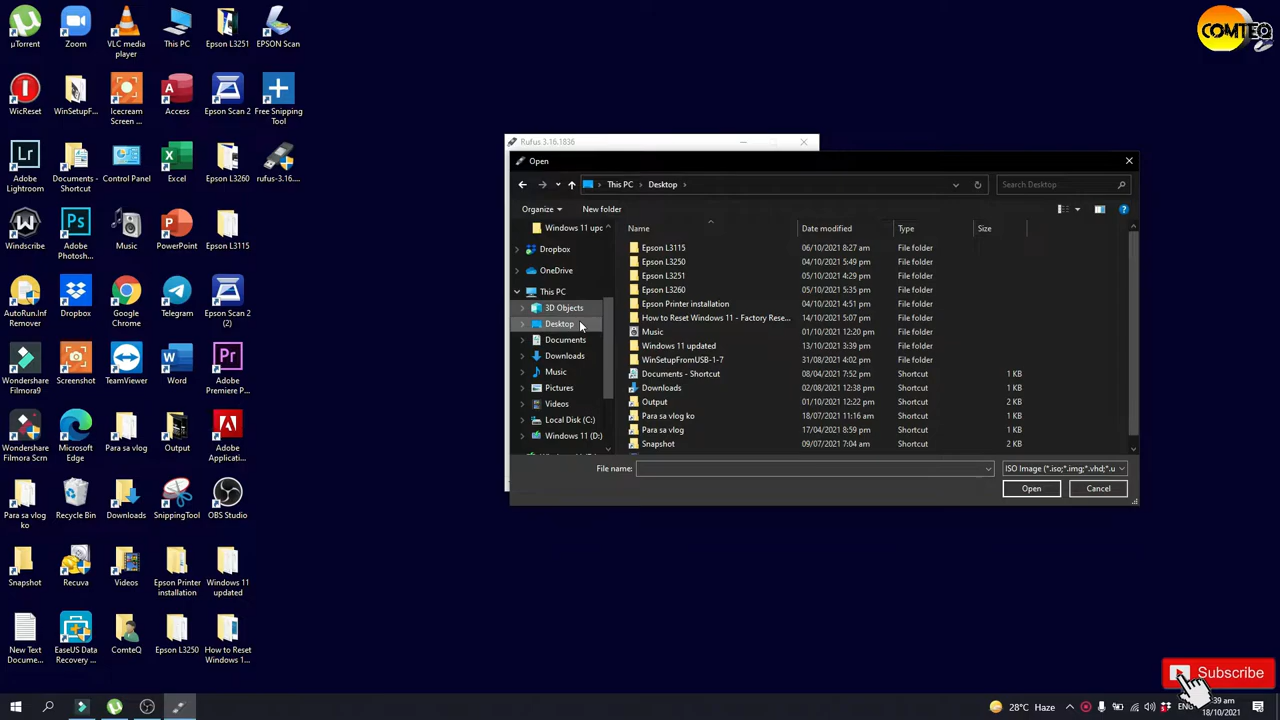 µTorrent
Zoom
VLC media
player
This PC
Epson L3251
EPSON Scan
COMTEQ
WicReset
WinSetupF...
Icecream
Screen ...
Access
Epson Scan 2
Free Snipping
Tool
Adobe
Lightroom
Documents -
Shortcut
Control Panel
Excel
Epson L3260
rufus-3.16....
Windscribe
Adobe
Photosh...
Music
PowerPoint
Epson L3115
AutoRun.Inf
Remover
Dropbox
Google
Chrome
Telegram
Epson Scan 2
(2)
Wondershare
Filmora9
Screenshot
TeamViewer
Word
Adobe
Premiere P...
Wondershare
Filmora Scrn
Microsoft
Edge
Para sa vlog
Output
Adobe
Applicati...
Para sa vlog
ko
Recycle Bin
Downloads
SnippingTool
OBS Studio
Snapshot
Recuva
Videos
Epson Printer
installation
Windows 11
updated
New Text
Docume...
EaseUS Data
Recovery ...
ComteQ
Epson L3250
How to Reset
Windows 1...
Rufus 3.16.1836
Open
This PC > Desktop >
Search Desktop
Organize
New folder
Windows 11 upc
Dropbox
OneDrive
This PC
3D Objects
Desktop
Documents
Downloads
Music
Pictures
Videos
Local Disk (C:)
Windows 11 (D:)
Name Date modified Type Size
Epson L3115 06/10/2021 8:27 am File folder
Epson L3250 04/10/2021 5:49 pm File folder
Epson L3251 05/10/2021 4:29 pm File folder
Epson L3260 05/10/2021 5:35 pm File folder
Epson Printer installation 04/10/2021 4:51 pm File folder
How to Reset Windows 11 - Factory Rese... 14/10/2021 5:07 pm File folder
Music 01/10/2021 12:20 pm File folder
Windows 11 updated 13/10/2021 3:39 pm File folder
WinSetupFromUSB-1-7 31/08/2021 4:02 pm File folder
Documents - Shortcut 08/04/2021 7:52 pm Shortcut 1 KB
Downloads 02/08/2021 12:38 pm Shortcut 1 KB
Output 01/10/2021 12:22 pm Shortcut 2 KB
Para sa vlog ko 18/07/2021 11:16 am Shortcut 1 KB
Para sa vlog 17/04/2021 8:59 pm Shortcut 1 KB
Snapshot 09/07/2021 7:04 am Shortcut 2 KB
File name:
ISO Image (*.iso;*.img;*.vhd;*.u
Open
Cancel
Subscribe
28°C Haze
ENG
:39 am
18/10/2021